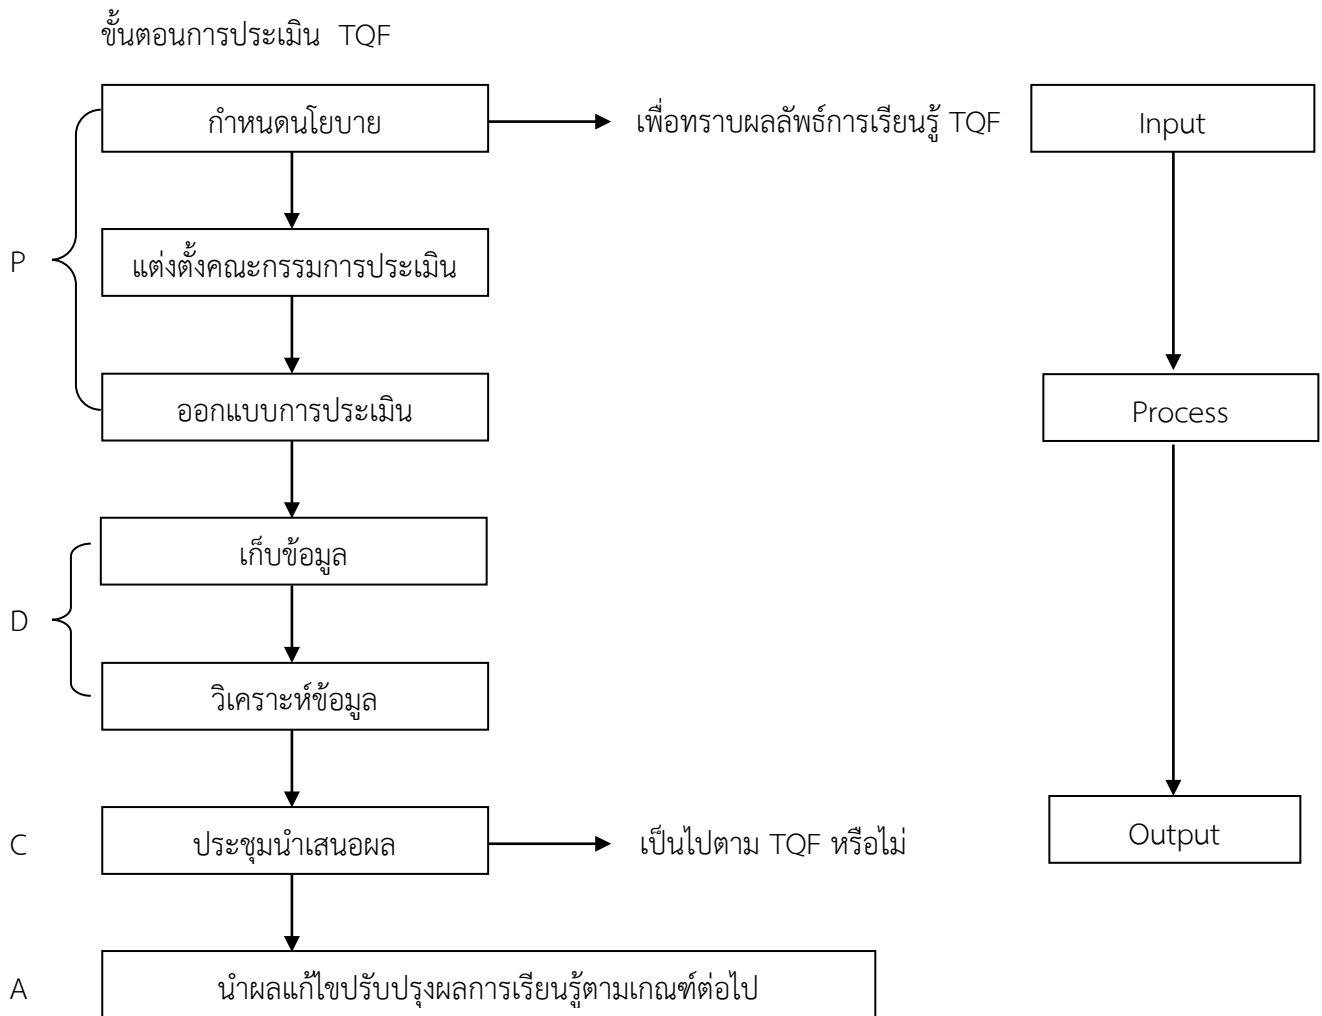 ขั้นตอนการประเมิน TQF
กำหนดนโยบาย
เพื่อทราบผลลัพธ์การเรียนรู้ TQF
Input
P
แต่งตั้งคณะกรรมการประเมิน
ออกแบบการประเมิน
Process
เก็บข้อมูล
D
วิเคราะห์ข้อมูล
C
ประชุมนำเสนอผล
เป็นไปตาม TQF หรือไม่
Output
A
นำผลแก้ไขปรับปรุงผลการเรียนรู้ตามเกณฑ์ต่อไป